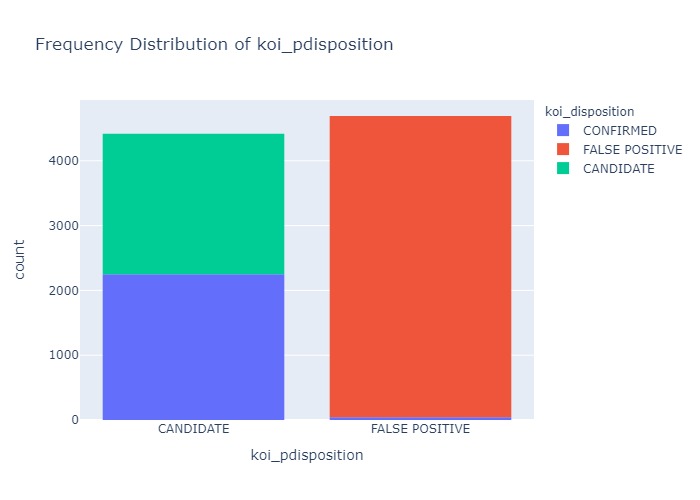 Frequency Distribution of koi_pdisposition
koi_disposition
CONFIRMED
FALSE POSITIVE
CANDIDATE
count
4000
3000
2000
1000
0
CANDIDATE
FALSE POSITIVE
koi_pdisposition